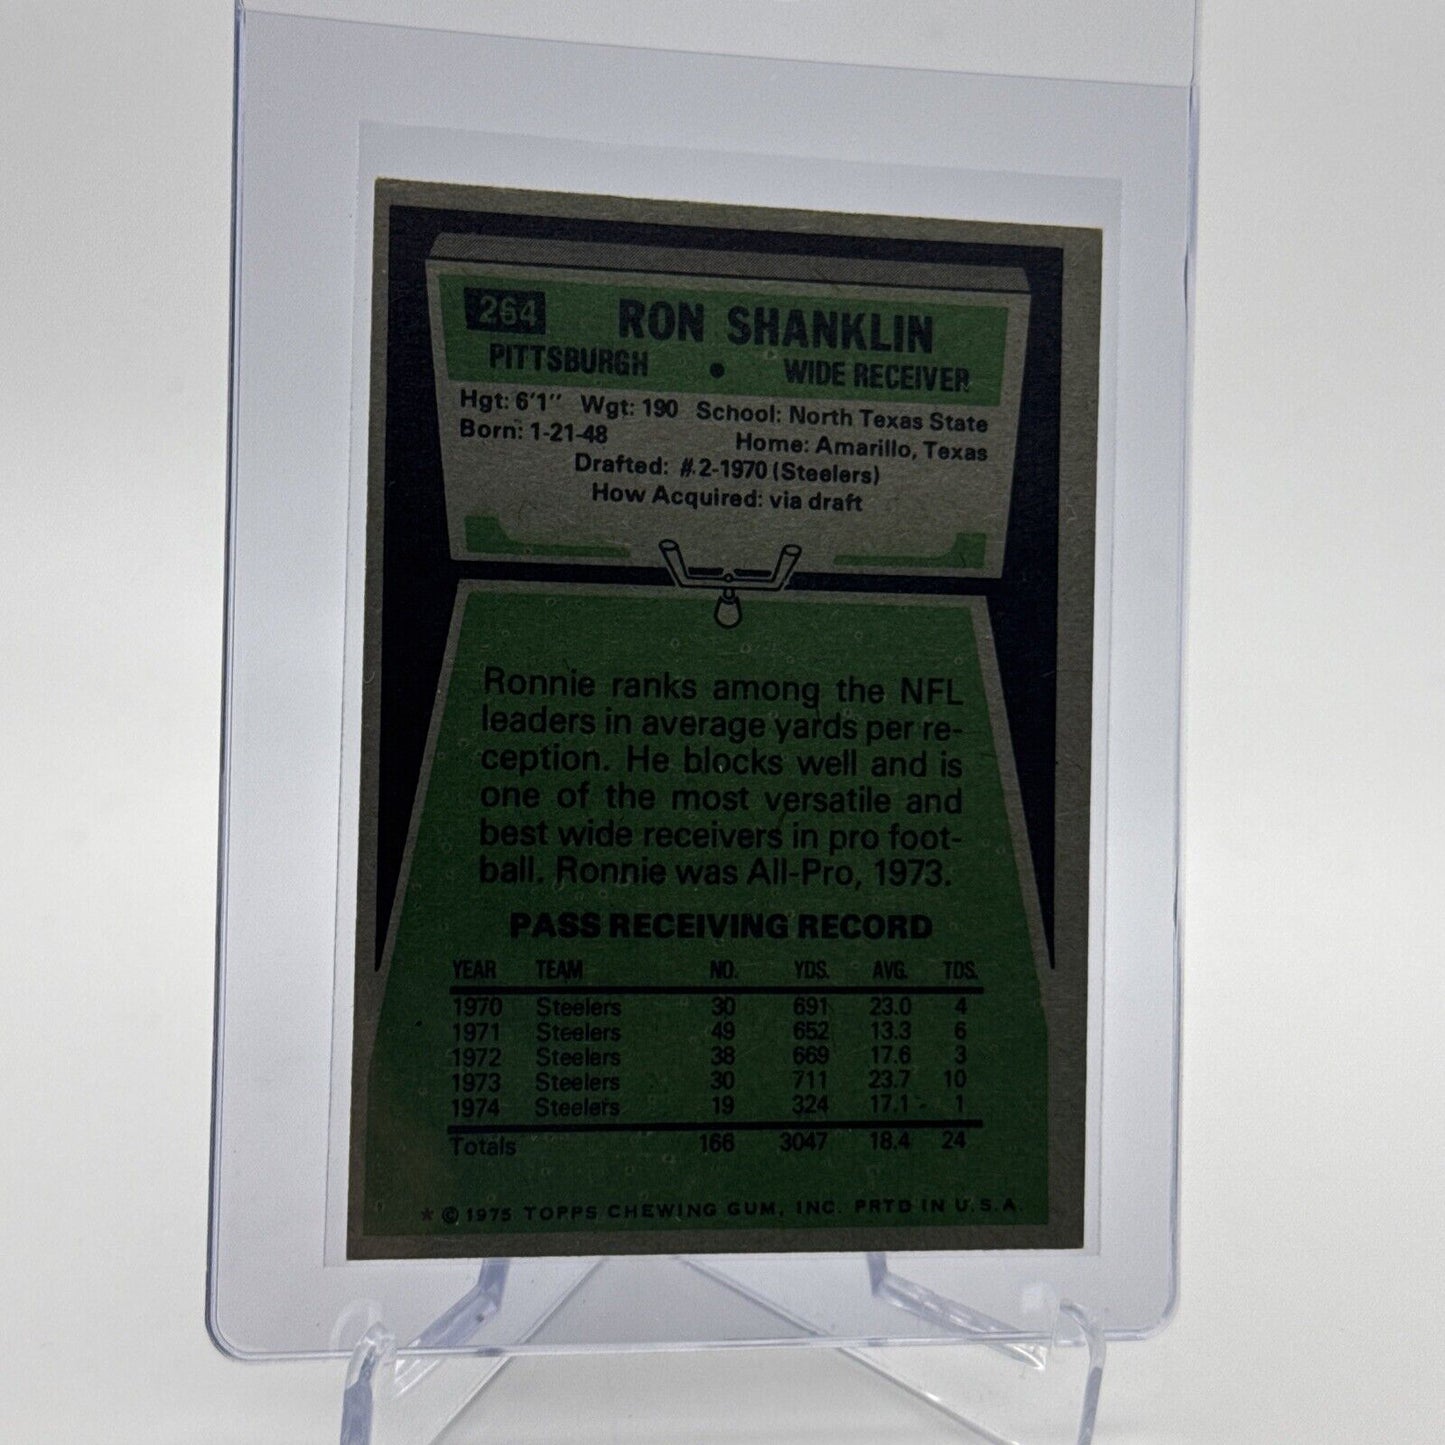 264 RON SHANKLIN
PITTSBURGH • WIDE RECEIVER
Hgt: 6'1" Wgt: 190 School: North Texas State
Born: 1-21-48 Home: Amarillo, Texas
Drafted: #2-1970 (Steelers)
How Acquired: via draft
Ronnie ranks among the NFL
leaders in average yards per re-
ception. He blocks well and is
one of the most versatile and
best wide receivers in pro foot-
ball. Ronnie was All-Pro, 1973.
PASS RECEIVING RECORD
YEAR TEAM NO. YDS. AVG. TDS.
1970 Steelers 30 691 23.0 4
1971 Steelers 49 652 13.3 6
1972 Steelers 38 669 17.6 3
1973 Steelers 30 711 23.7 10
1974 Steelers 19 324 17.1 1
Totals 166 3047 18.4 24
* © 1975 TOPPS CHEWING GUM, INC. PRTD IN U.S.A.